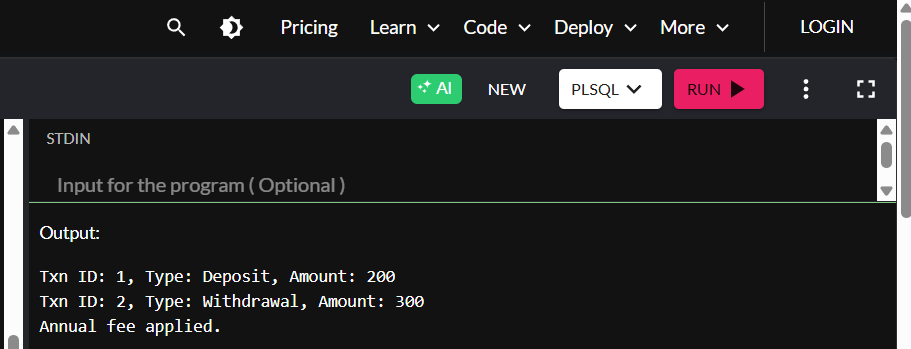 Pricing Learn Code Deploy More LOGIN
AI NEW PLSQL RUN
STDIN
Input for the program ( Optional )
Output:
Txn ID: 1, Type: Deposit, Amount: 200
Txn ID: 2, Type: Withdrawal, Amount: 300
Annual fee applied.